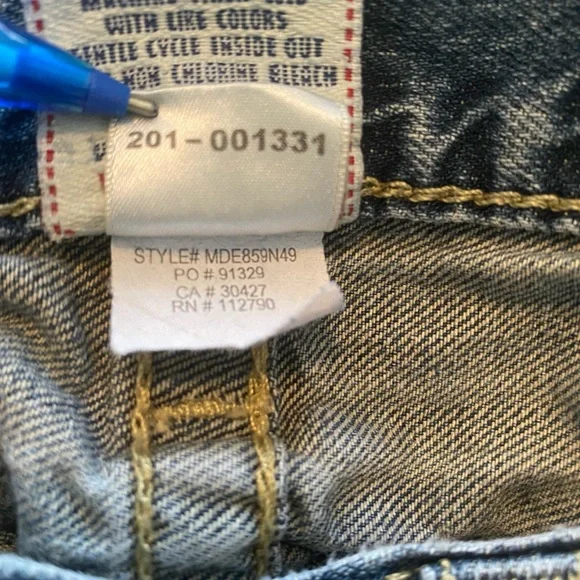 WITH LIKE COLORS
GENTLE CYCLE INSIDE OUT
NON CHLORINE BLEACH
201-001331
STYLE# MDE859N49
PO # 91329
CA # 30427
RN # 112790